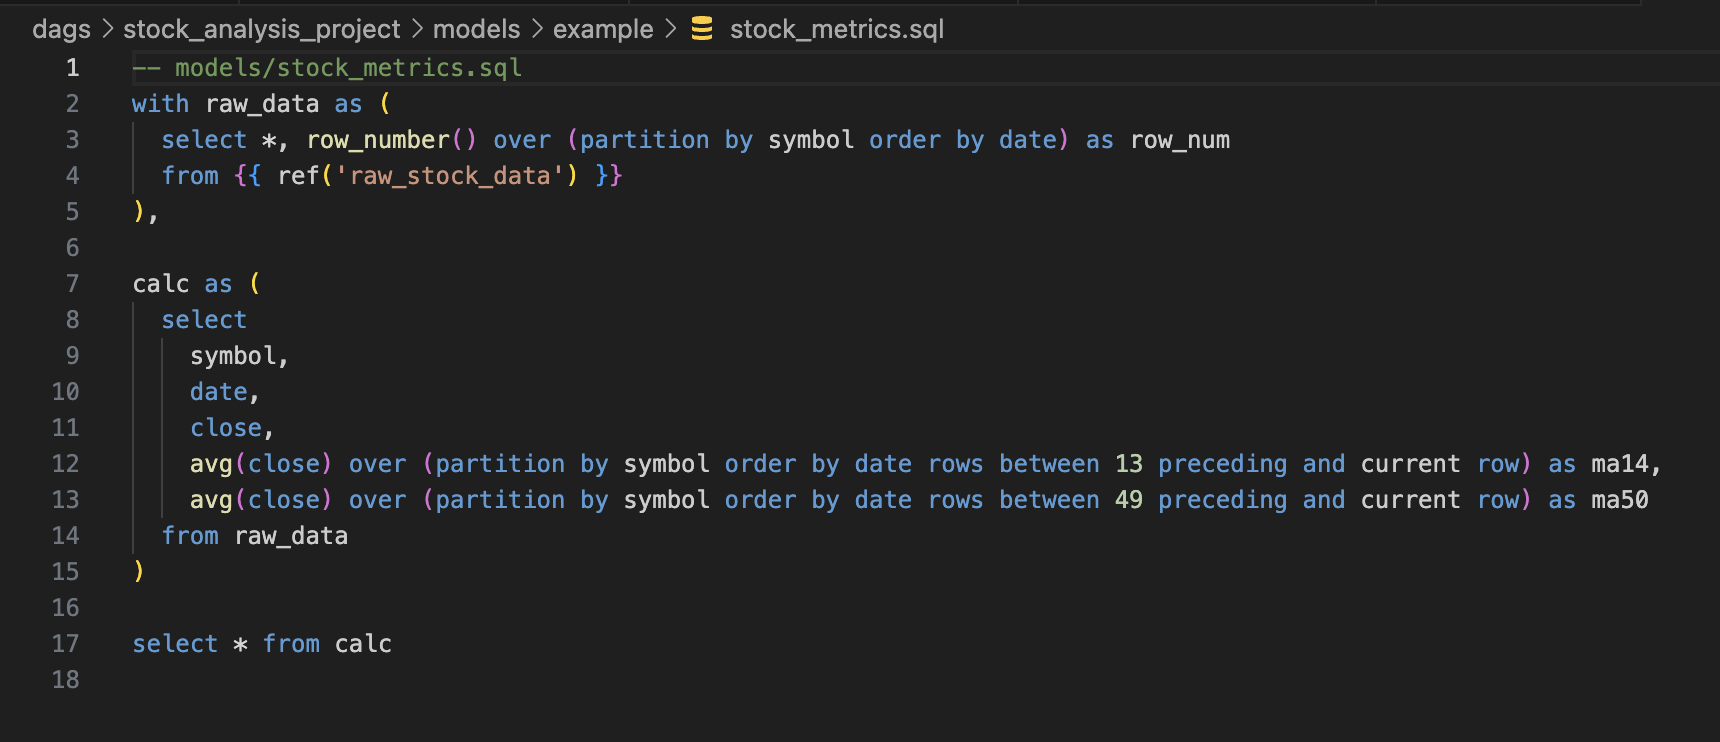 dags > stock_analysis_project > models > example > stock_metrics.sql
1 -- models/stock_metrics.sql
2 with raw_data as (
3   select *, row_number() over (partition by symbol order by date) as row_num
4   from {{ ref('raw_stock_data') }}
5 ),
6
7 calc as (
8   select
9     symbol,
10     date,
11     close,
12     avg(close) over (partition by symbol order by date rows between 13 preceding and current row) as ma14,
13     avg(close) over (partition by symbol order by date rows between 49 preceding and current row) as ma50
14   from raw_data
15 )
16
17 select * from calc
18